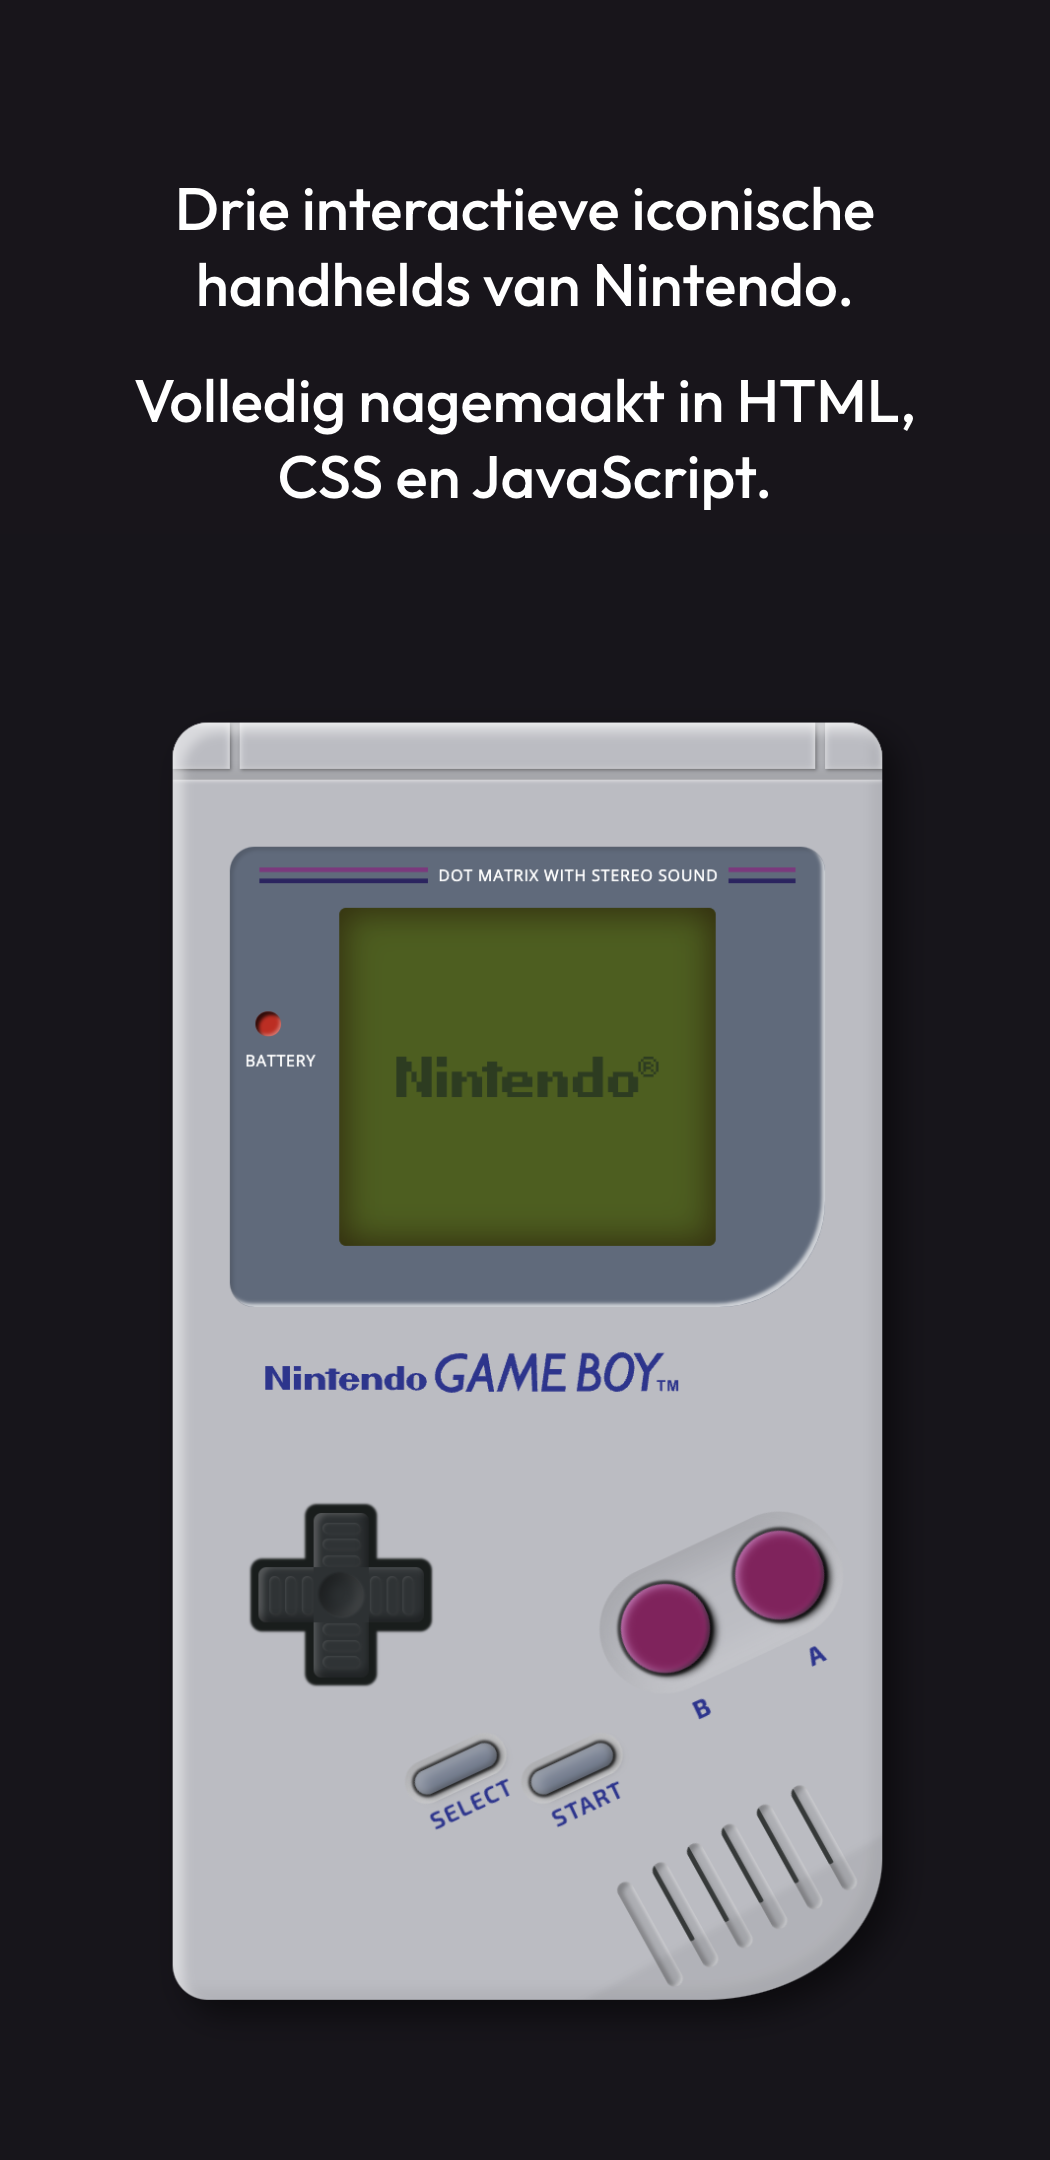 Drie interactieve iconische
handhelds van Nintendo.
Volledig nagemaakt in HTML,
CSS en JavaScript.
DOT MATRIX WITH STEREO SOUND
BATTERY
Nintendo®
Nintendo GAME BOY™
A
B
SELECT
START